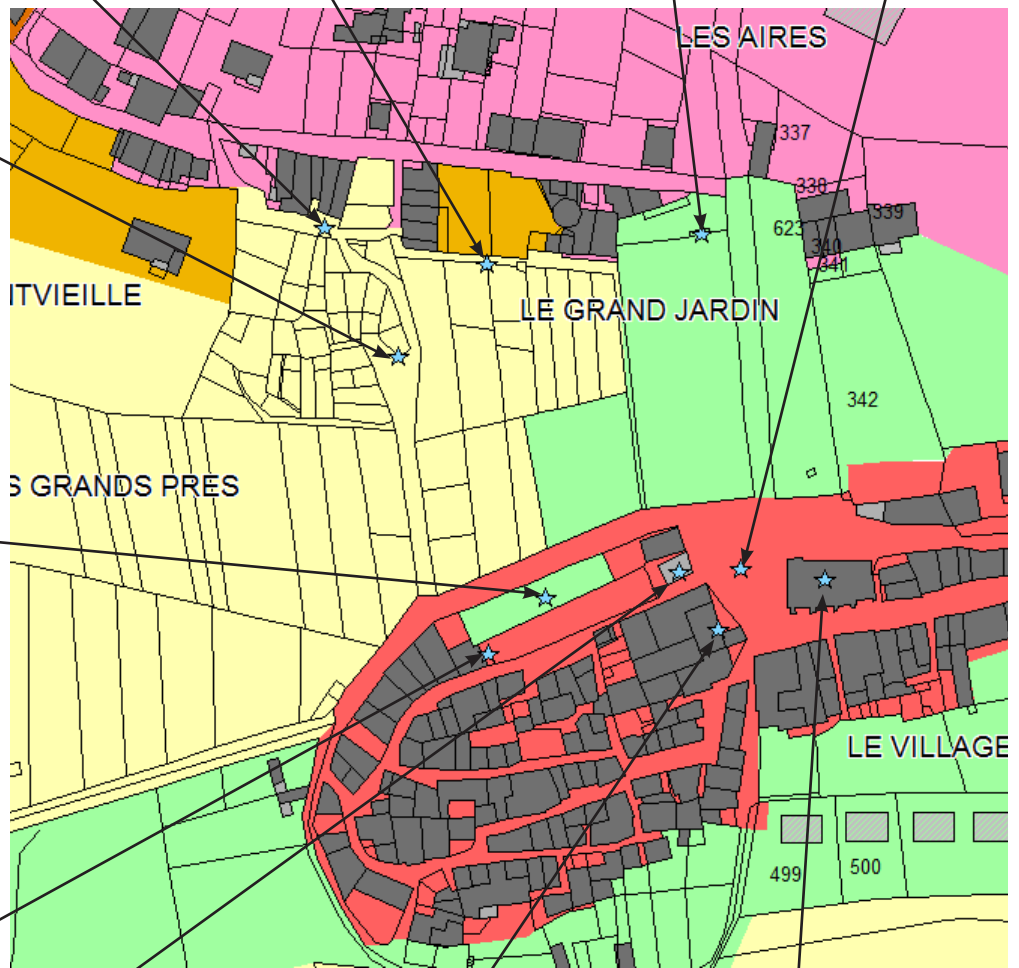 LES AIRES
337
338
339
623
340
341
ITVIEILLE
LE GRAND JARDIN
342
S GRANDS PRES
LE VILLAGE
499
500